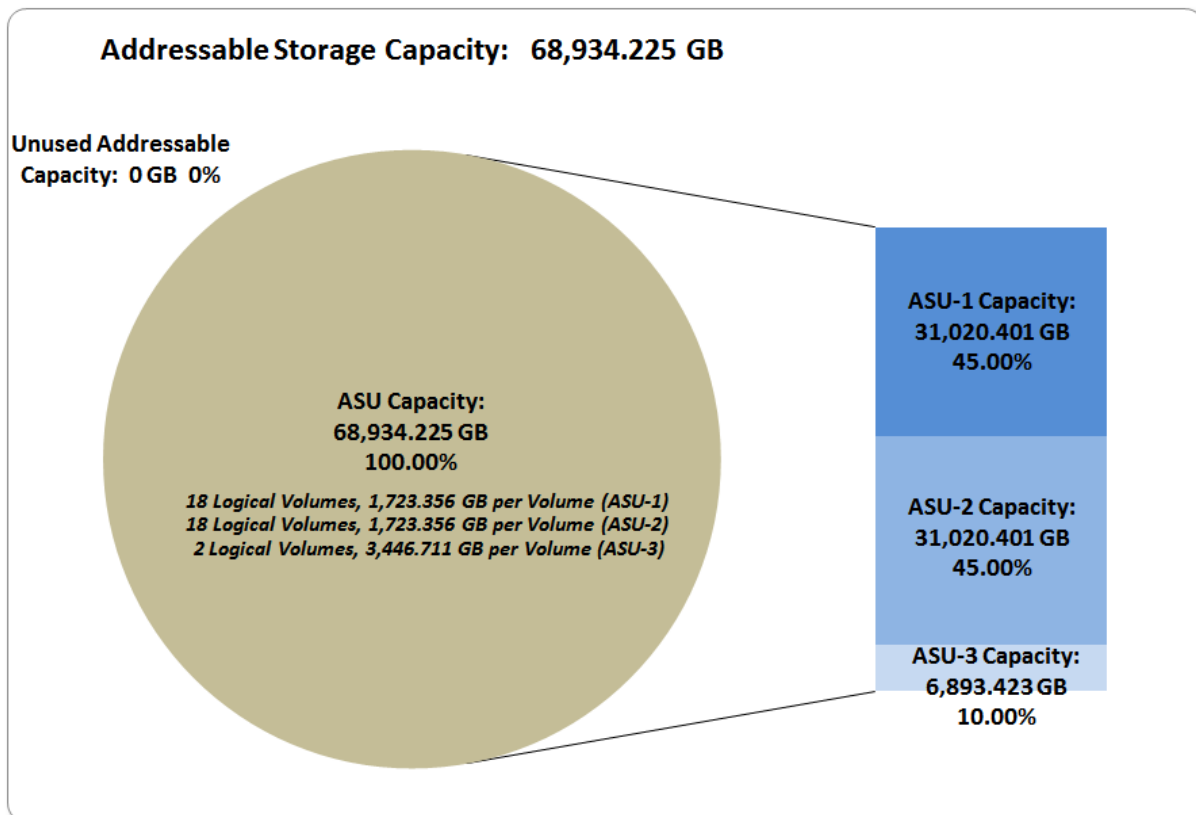 Addressable Storage Capacity: 68,934.225 GB
Unused Addressable
Capacity: 0 GB 0%
ASU Capacity:
68,934.225 GB
100.00%
18 Logical Volumes, 1,723.356 GB per Volume (ASU-1)
18 Logical Volumes, 1,723.356 GB per Volume (ASU-2)
2 Logical Volumes, 3,446.711 GB per Volume (ASU-3)
ASU-1 Capacity:
31,020.401 GB
45.00%
ASU-2 Capacity:
31,020.401 GB
45.00%
ASU-3 Capacity:
6,893.423 GB
10.00%